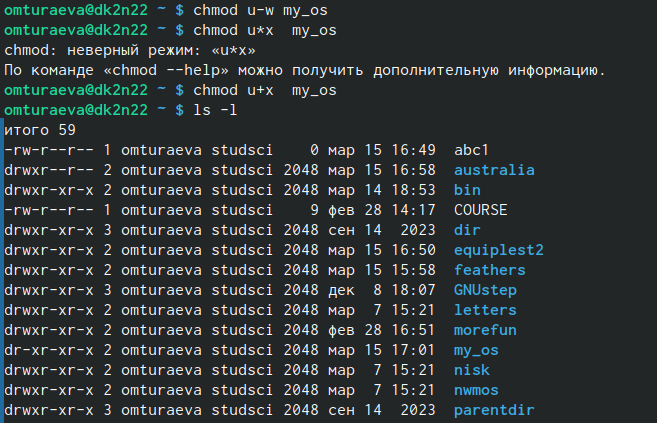 omturaeva@dk2n22 ~ $ chmod u-w my_os
omturaeva@dk2n22 ~ $ chmod u*x  my_os
chmod: неверный режим: «u*x»
По команде «chmod --help» можно получить дополнительную информацию.
omturaeva@dk2n22 ~ $ chmod u+x  my_os
omturaeva@dk2n22 ~ $ ls -l
итого 59
-rw-r--r-- 1 omturaeva studsci    0 мар 15 16:49  abc1
drwxr--r-- 2 omturaeva studsci 2048 мар 15 16:58  australia
drwxr-xr-x 2 omturaeva studsci 2048 мар 14 18:53  bin
-rw-r--r-- 1 omturaeva studsci    9 фев 28 14:17  COURSE
drwxr-xr-x 3 omturaeva studsci 2048 сен 14  2023  dir
drwxr-xr-x 2 omturaeva studsci 2048 мар 15 16:50  equiplest2
drwxr-xr-x 2 omturaeva studsci 2048 мар 15 15:58  feathers
drwxr-xr-x 3 omturaeva studsci 2048 дек  8 18:07  GNUstep
drwxr-xr-x 2 omturaeva studsci 2048 мар  7 15:21  letters
drwxr-xr-x 2 omturaeva studsci 2048 фев 28 16:51  morefun
dr-xr-xr-x 2 omturaeva studsci 2048 мар 15 17:01  my_os
drwxr-xr-x 2 omturaeva studsci 2048 мар  7 15:21  nisk
drwxr-xr-x 2 omturaeva studsci 2048 мар  7 15:21  nwmos
drwxr-xr-x 3 omturaeva studsci 2048 сен 14  2023  parentdir